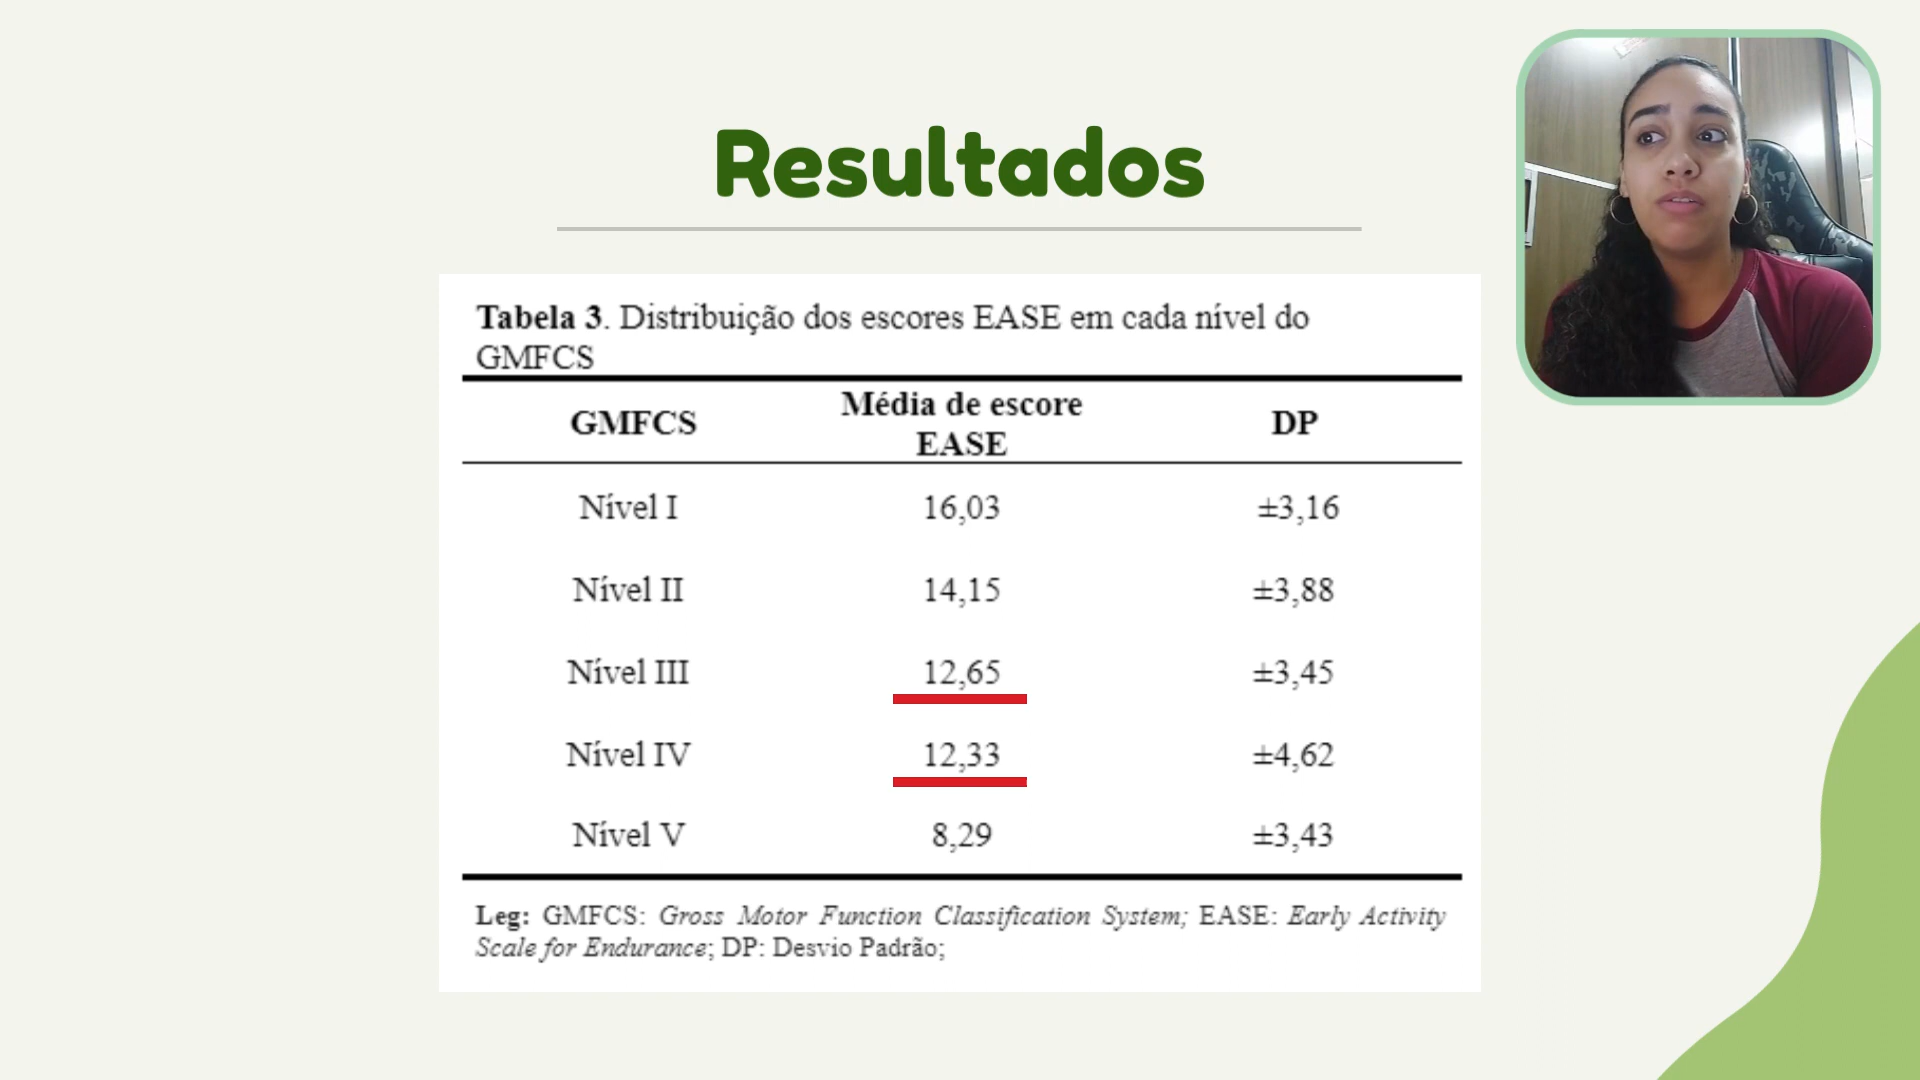 Resultados
Tabela 3. Distribuição dos escores EASE em cada nível do
GMFCS
GMFCS Média de escore EASE DP
Nível I 16,03 ±3,16
Nível II 14,15 ±3,88
Nível III 12,65 ±3,45
Nível IV 12,33 ±4,62
Nível V 8,29 ±3,43
Leg: GMFCS: Gross Motor Function Classification System; EASE: Early Activity
Scale for Endurance; DP: Desvio Padrão;